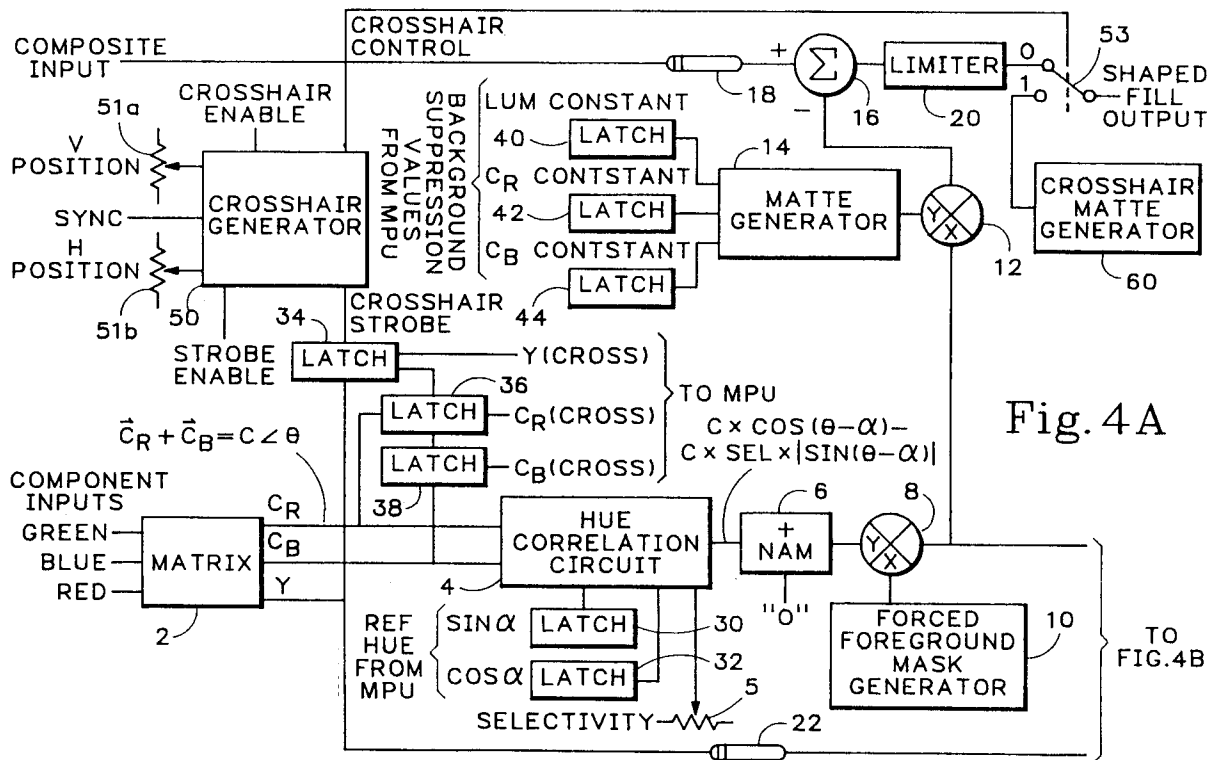 CROSSHAIR
CONTROL
COMPOSITE
INPUT
18
+
Σ
−
16
LIMITER
20
0
1
53
SHAPED
FILL
OUTPUT
CROSSHAIR
ENABLE
51a
V
POSITION
SYNC
H
POSITION
51b
CROSSHAIR
GENERATOR
50
STROBE
ENABLE
BACKGROUND
SUPPRESSION
VALUES
FROM MPU
LUM CONSTANT
40
LATCH
CR CONTSTANT
42
LATCH
CB CONTSTANT
44
LATCH
14
MATTE
GENERATOR
Y
X
12
CROSSHAIR
MATTE
GENERATOR
60
CROSSHAIR
STROBE
34
LATCH
Y(CROSS)
36
LATCH
CR(CROSS)
LATCH
CB(CROSS)
38
TO MPU
Fig. 4A
C⃗R + C⃗B = C∠θ
C × COS(θ-α)−
C × SEL × |SIN(θ-α)|
COMPONENT
INPUTS
GREEN
BLUE
RED
MATRIX
2
CR
CB
Y
HUE
CORRELATION
CIRCUIT
4
6
+
NAM
"0"
8
Y
X
FORCED
FOREGROUND
MASK
GENERATOR
10
REF
HUE
FROM
MPU
SIN α
LATCH
30
COS α
LATCH
32
SELECTIVITY
5
22
TO
FIG.4B